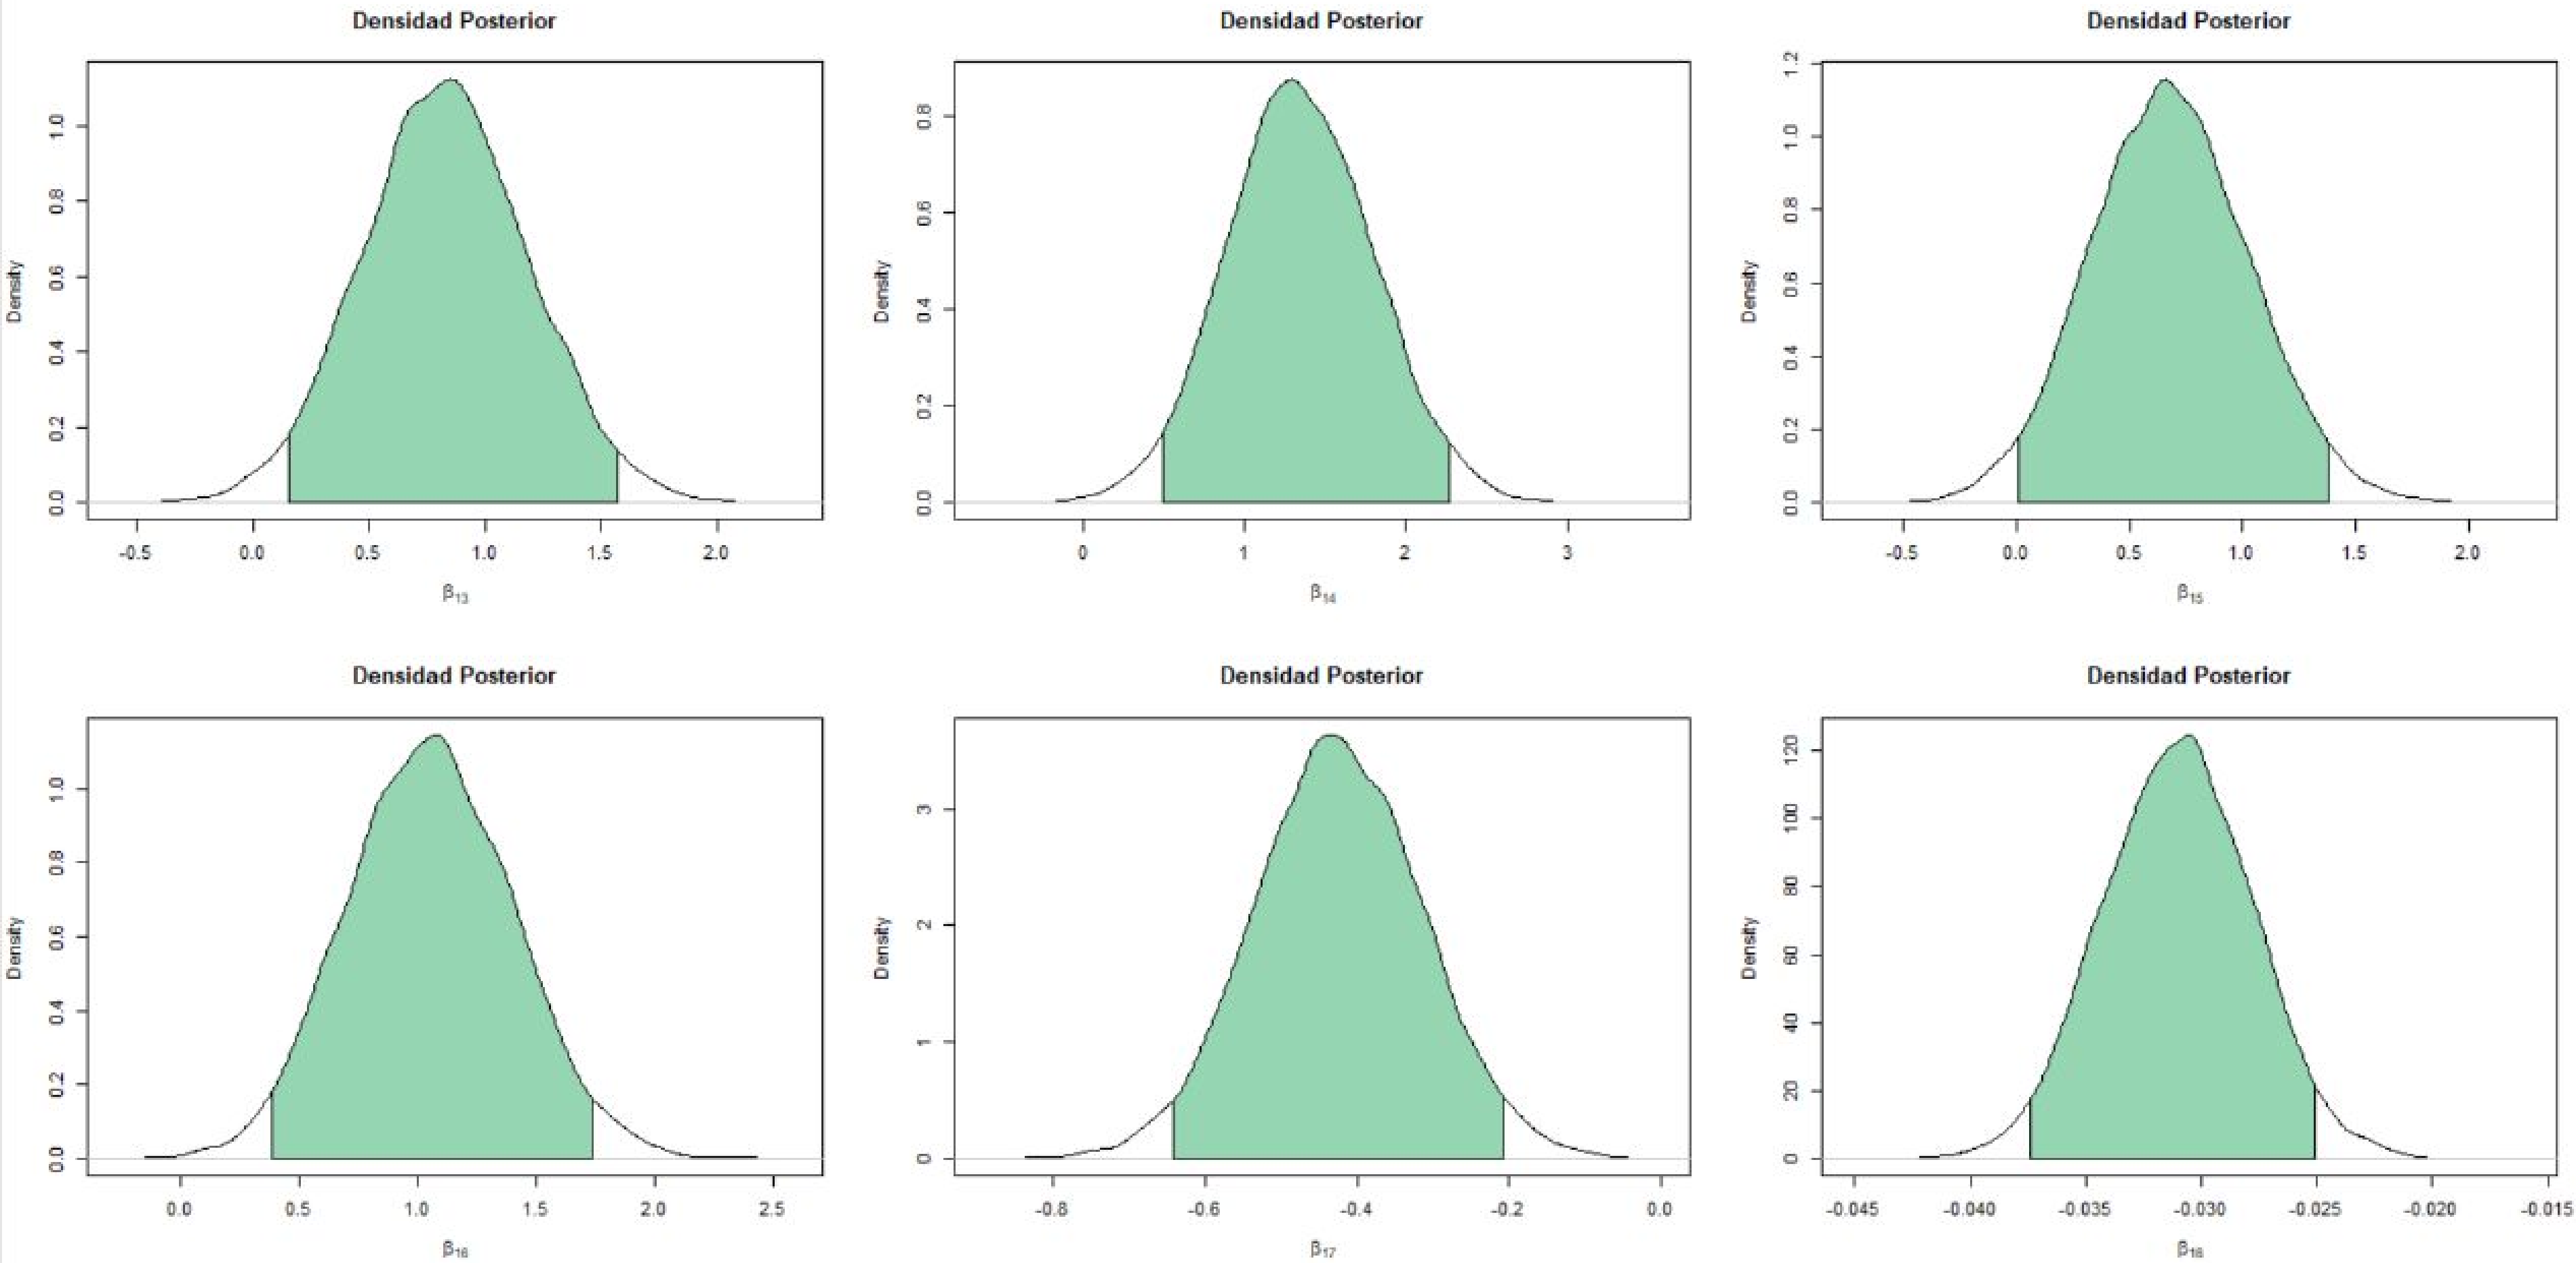 Densidad Posterior
Density
0.0 0.2 0.4 0.6 0.8 1.0
-0.5 0.0 0.5 1.0 1.5 2.0
β13
Densidad Posterior
Density
0.0 0.2 0.4 0.6 0.8
0 1 2 3
β14
Densidad Posterior
Density
0.0 0.2 0.4 0.6 0.8 1.0 1.2
-0.5 0.0 0.5 1.0 1.5 2.0
β15
Densidad Posterior
Density
0.0 0.2 0.4 0.6 0.8 1.0
0.0 0.5 1.0 1.5 2.0 2.5
β16
Densidad Posterior
Density
0 1 2 3
-0.8 -0.6 -0.4 -0.2 0.0
β17
Densidad Posterior
Density
0 20 40 60 80 100 120
-0.045 -0.040 -0.035 -0.030 -0.025 -0.020 -0.015